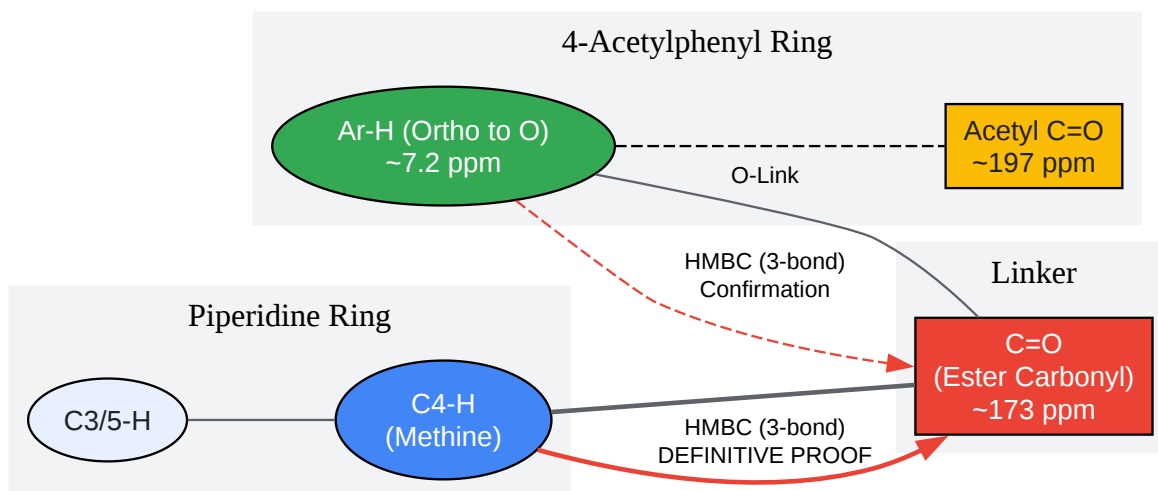 4-Acetylphenyl Ring
Ar-H (Ortho to O)
~7.2 ppm
Acetyl C=O
~197 ppm
O-Link
HMBC (3-bond)
Confirmation
Linker
C=O
(Ester Carbonyl)
~173 ppm
Piperidine Ring
C3/5-H
C4-H
(Methine)
HMBC (3-bond)
DEFINITIVE PROOF